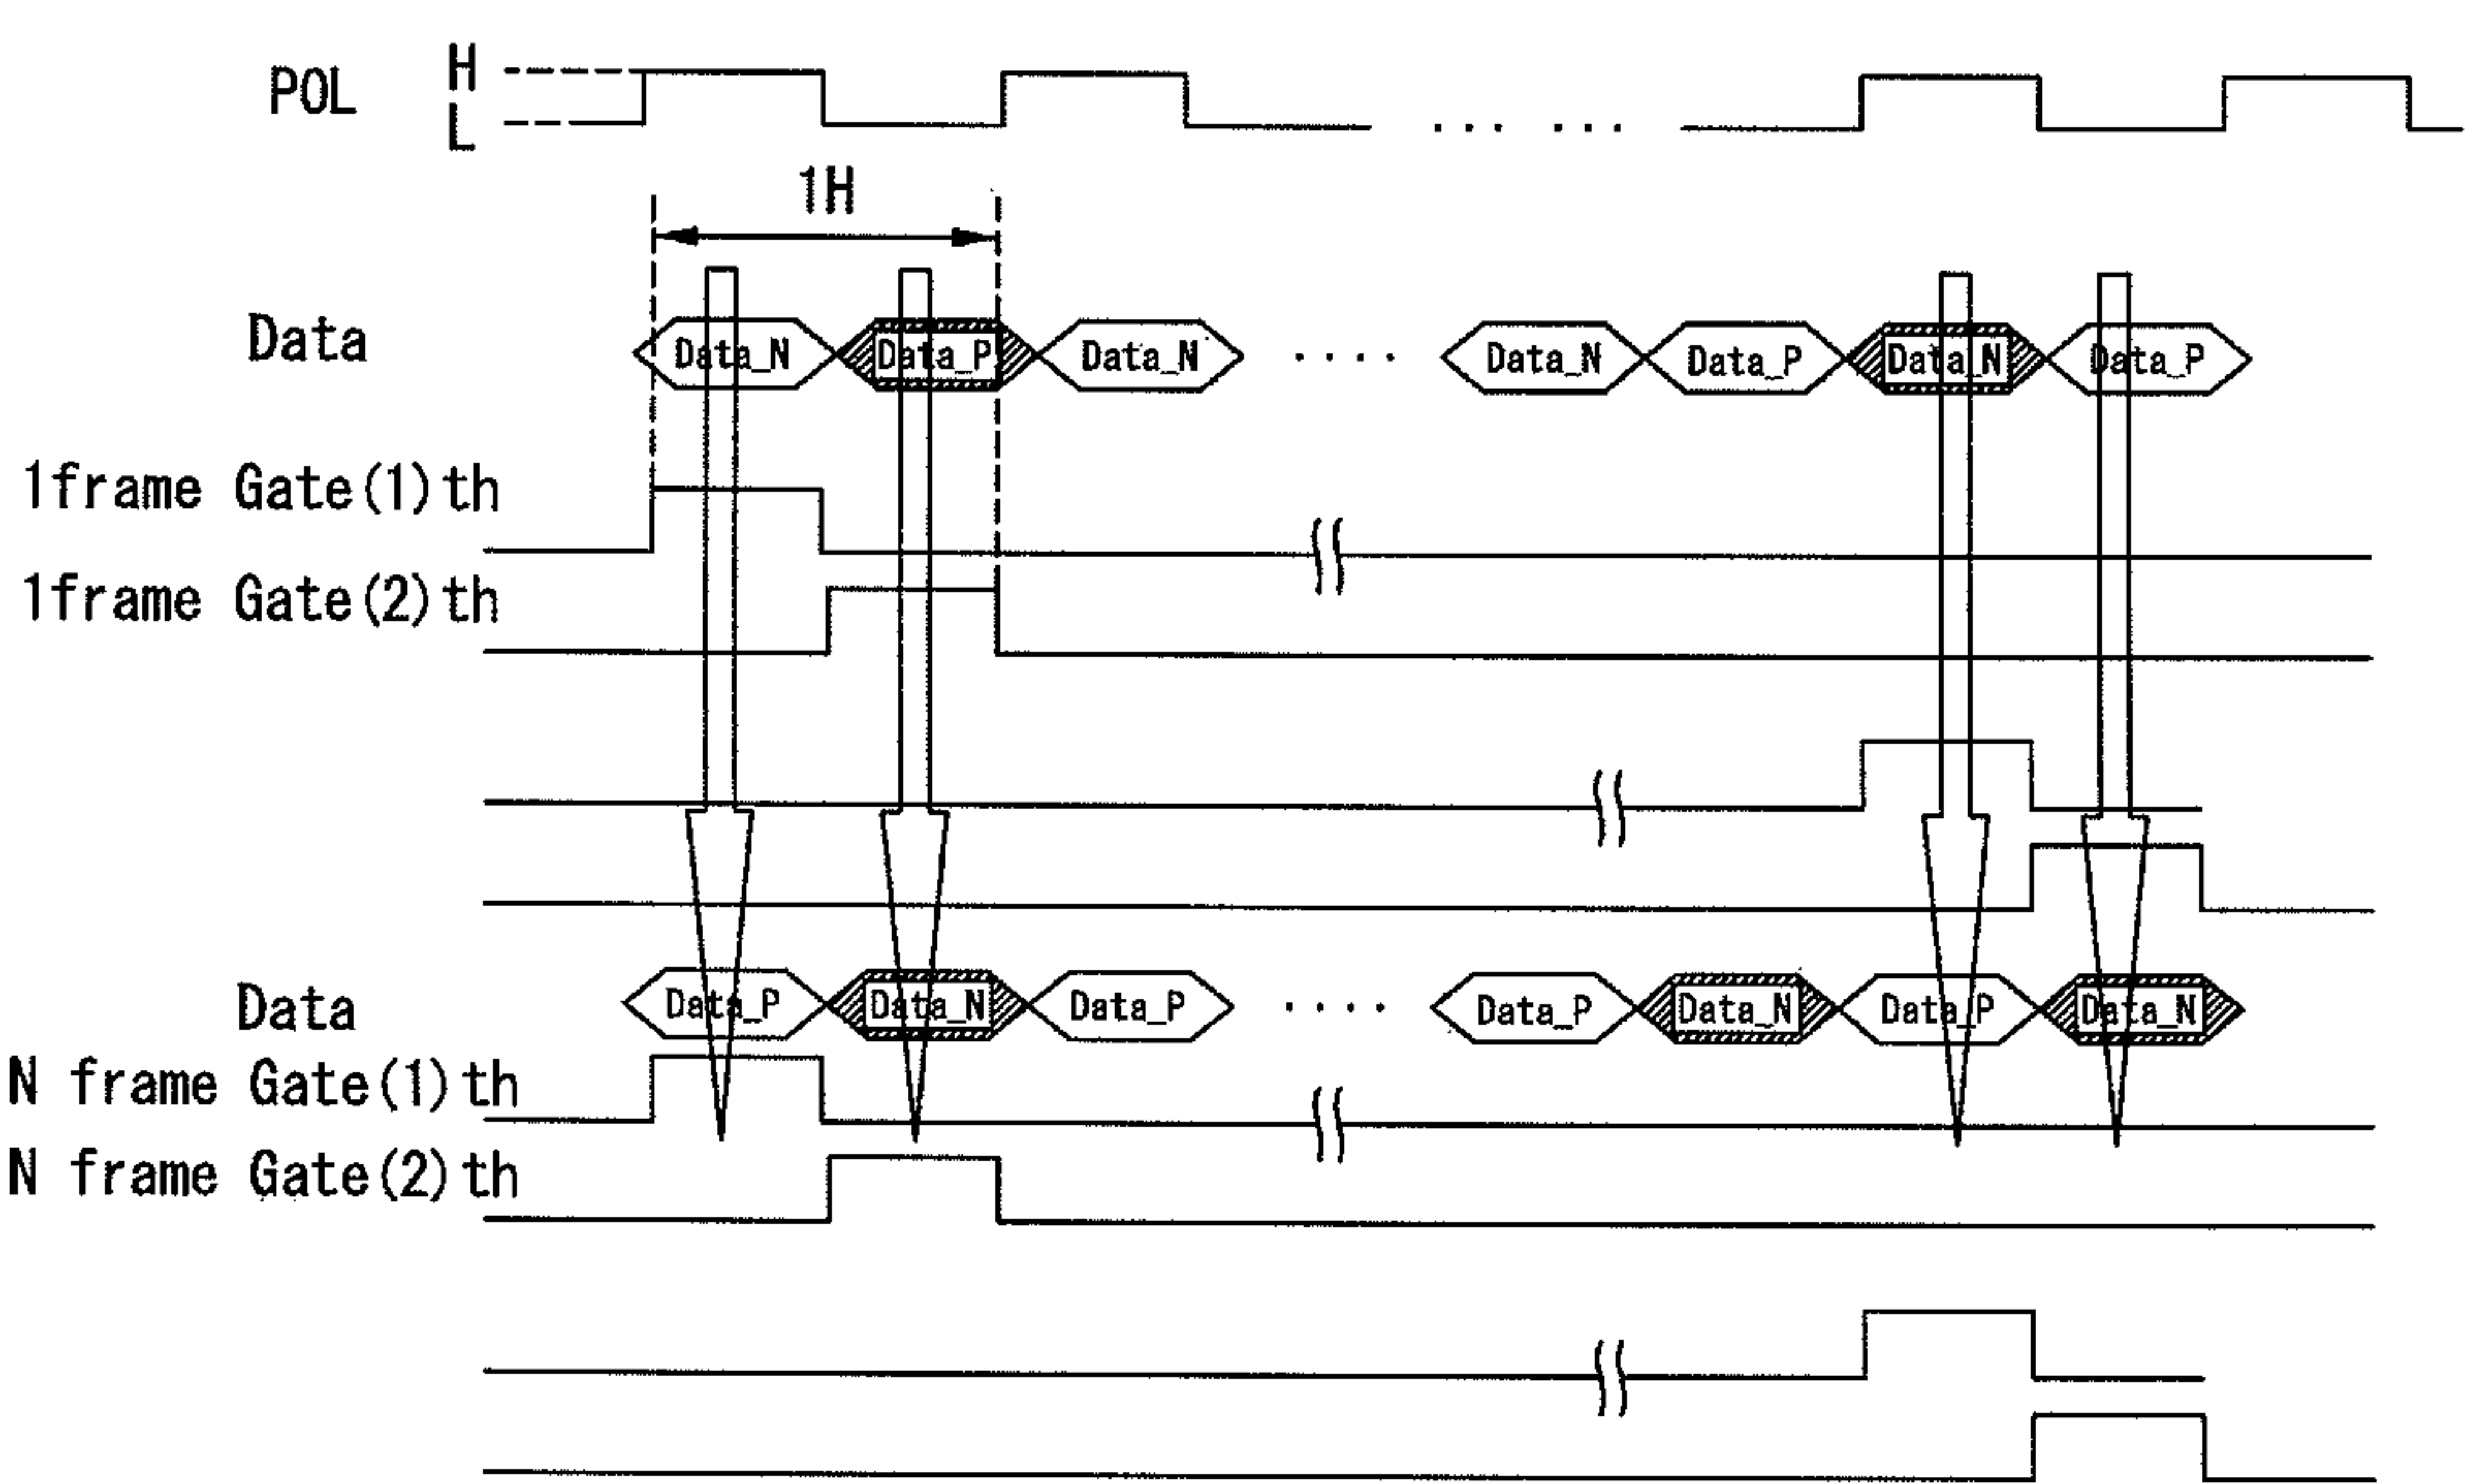 POL H
L
1H
Data Data_N Data_P Data_N .... Data_N Data_P Data_N Data_P
1frame Gate(1)th
1frame Gate(2)th
Data Data_P Data_N Data_P .... Data_P Data_N Data_P Data_N
N frame Gate(1)th
N frame Gate(2)th